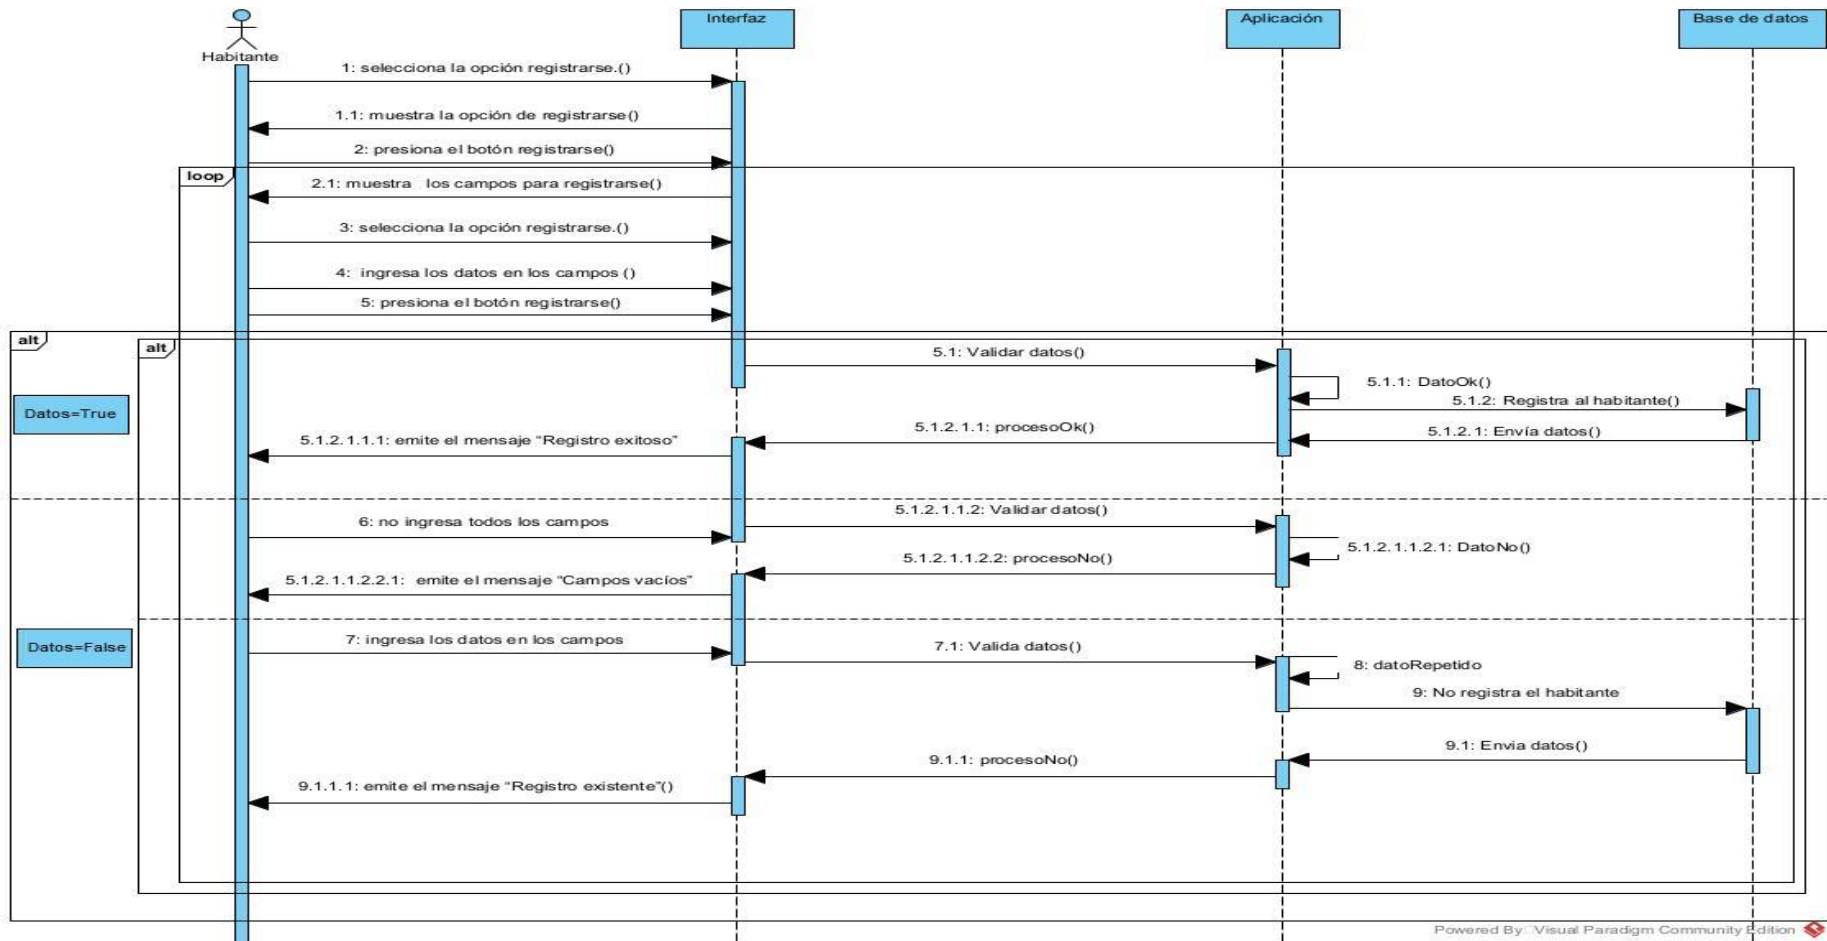 Interfaz
Aplicación
Base de datos
Habitante
1: selecciona la opción registrarse.()
1.1: muestra la opción de registrarse()
2: presiona el botón registrarse()
loop
2.1: muestra los campos para registrarse()
3: selecciona la opción registrarse.()
4: ingresa los datos en los campos ()
5: presiona el botón registrarse()
alt
alt
5.1: Validar datos()
5.1.1: DatoOk()
5.1.2: Registra al habitante()
Datos=True
5.1.2.1.1: procesoOk()
5.1.2.1: Envía datos()
5.1.2.1.1.1: emite el mensaje “Registro exitoso”
5.1.2.1.1.2: Validar datos()
6: no ingresa todos los campos
5.1.2.1.1.2.1: DatoNo()
5.1.2.1.1.2.2: procesoNo()
5.1.2.1.1.2.2.1: emite el mensaje “Campos vacíos”
Datos=False
7: ingresa los datos en los campos
7.1: Valida datos()
8: datoRepetido
9: No registra el habitante
9.1: Envia datos()
9.1.1: procesoNo()
9.1.1.1: emite el mensaje “Registro existente”()
Powered By Visual Paradigm Community Edition